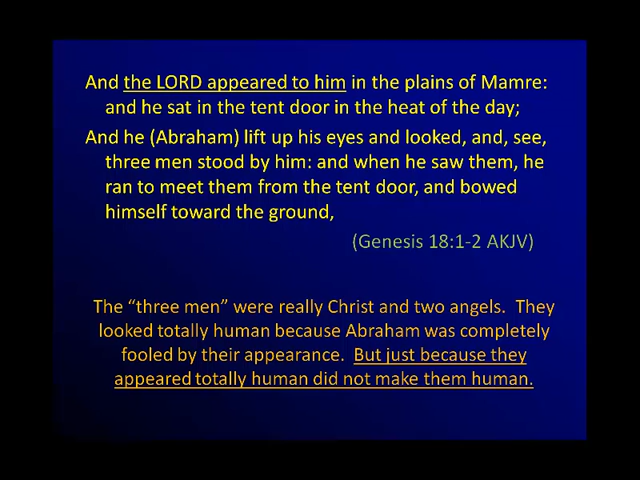 And the LORD appeared to him in the plains of Mamre:
and he sat in the tent door in the heat of the day;
And he (Abraham) lift up his eyes and looked, and, see,
three men stood by him: and when he saw them, he
ran to meet them from the tent door, and bowed
himself toward the ground,
(Genesis 18:1-2 AKJV)
The “three men” were really Christ and two angels. They
looked totally human because Abraham was completely
fooled by their appearance. But just because they
appeared totally human did not make them human.